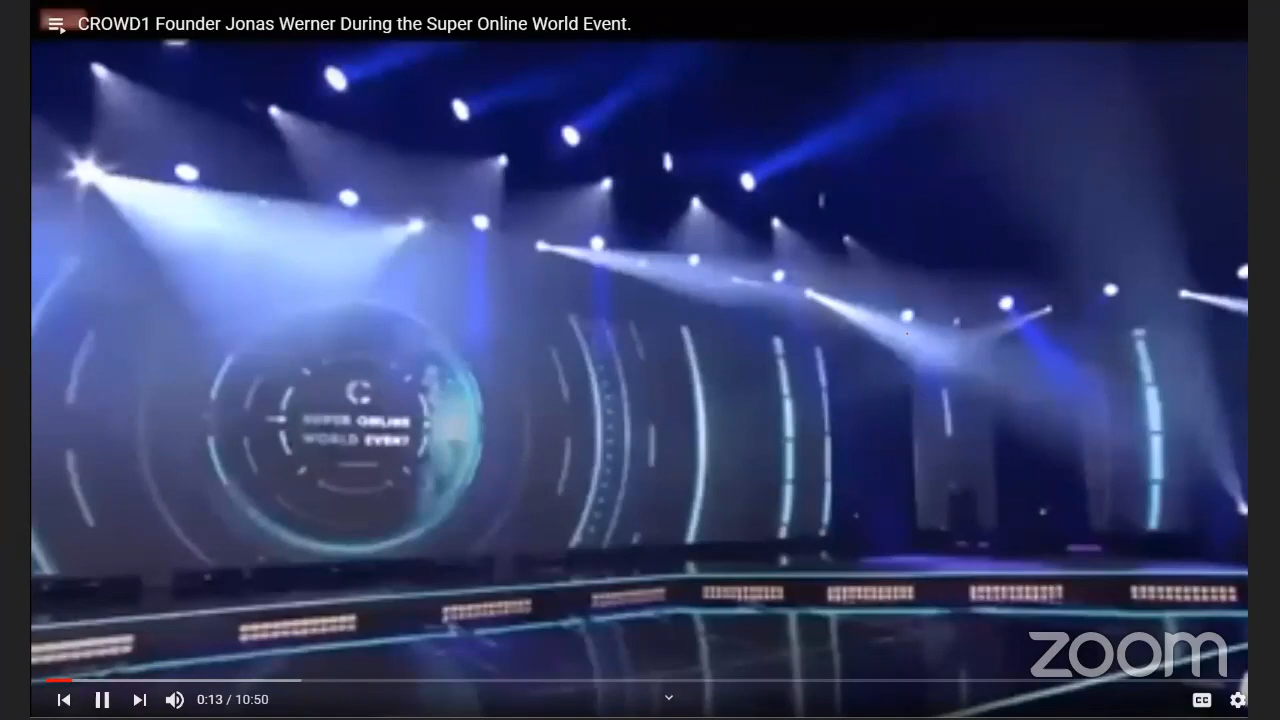 CROWD1 Founder Jonas Werner During the Super Online World Event.
SUPER ONLINE
WORLD EVENT
zoom
0:13 / 10:50
CC